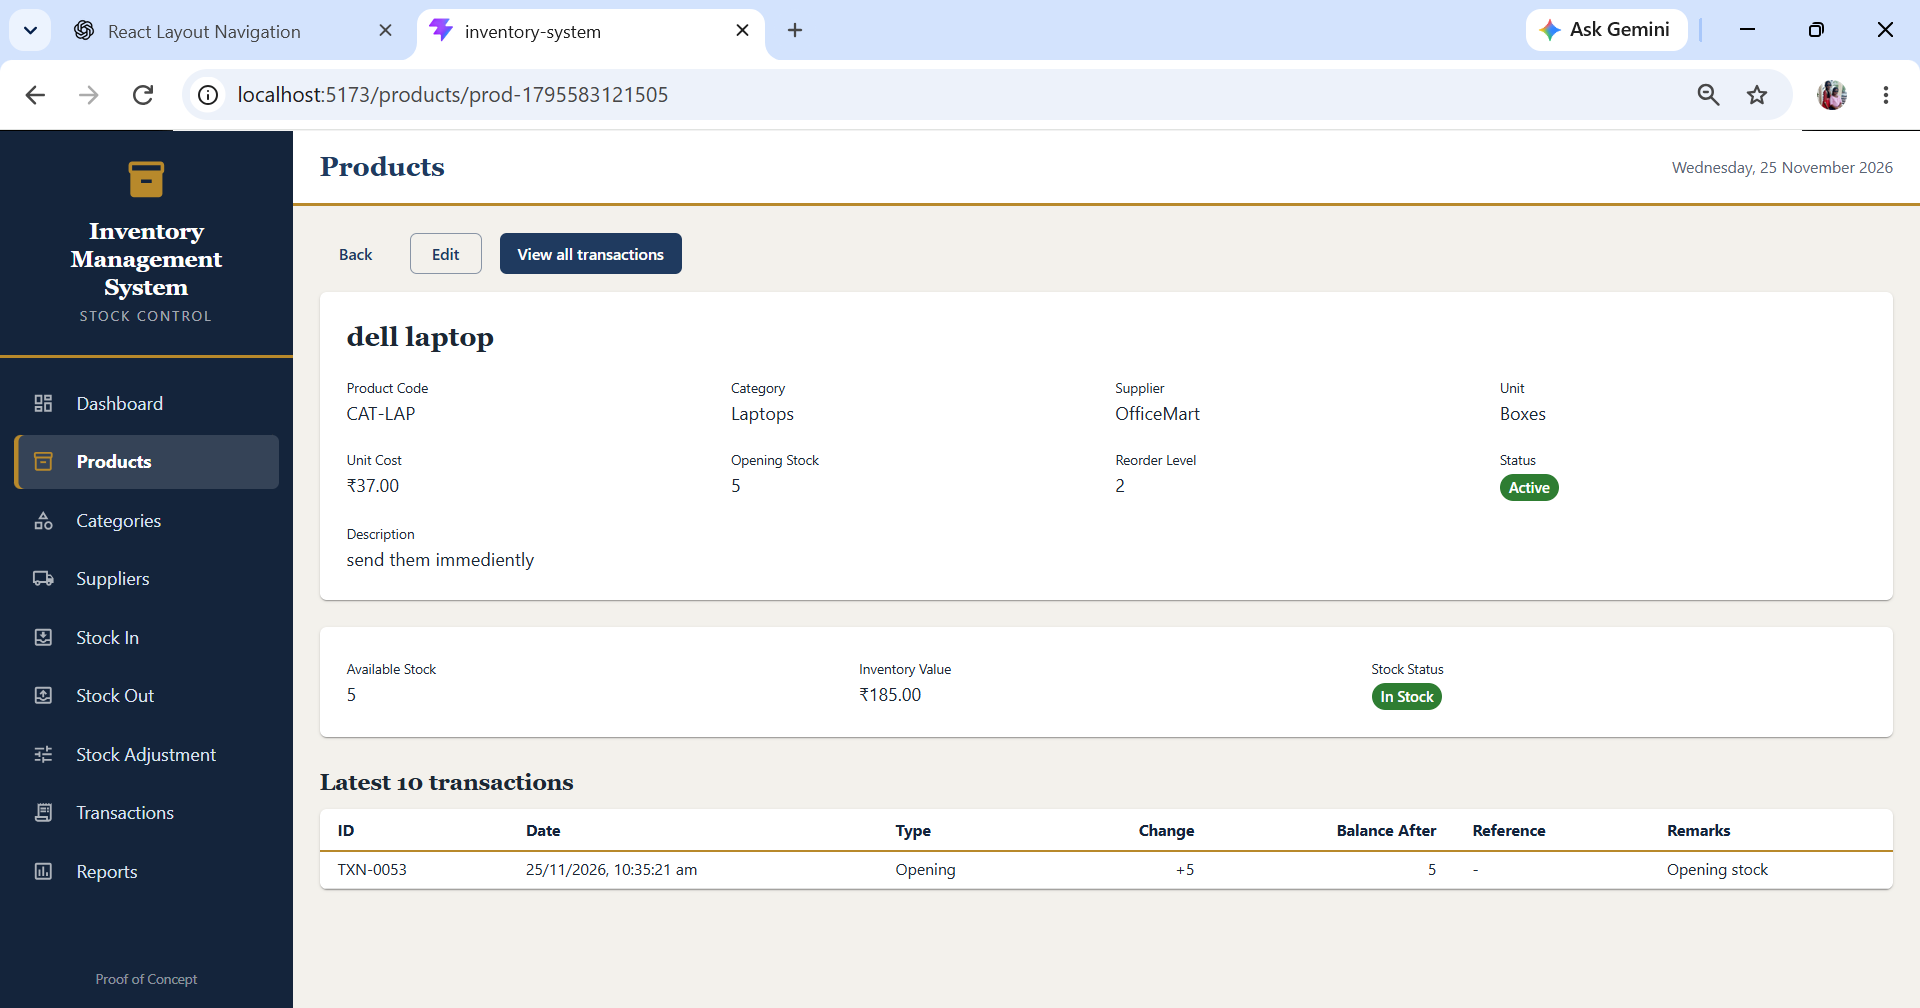 React Layout Navigation
inventory-system
Ask Gemini
localhost:5173/products/prod-1795583121505
Inventory
Management
System
STOCK CONTROL
Dashboard
Products
Categories
Suppliers
Stock In
Stock Out
Stock Adjustment
Transactions
Reports
Proof of Concept
Products
Wednesday, 25 November 2026
Back Edit View all transactions
dell laptop
Product Code Category Supplier Unit
CAT-LAP Laptops OfficeMart Boxes
Unit Cost Opening Stock Reorder Level Status
₹37.00 5 2 Active
Description
send them immediently
Available Stock Inventory Value Stock Status
5 ₹185.00 In Stock
Latest 10 transactions
ID Date Type Change Balance After Reference Remarks
TXN-0053 25/11/2026, 10:35:21 am Opening +5 5 - Opening stock